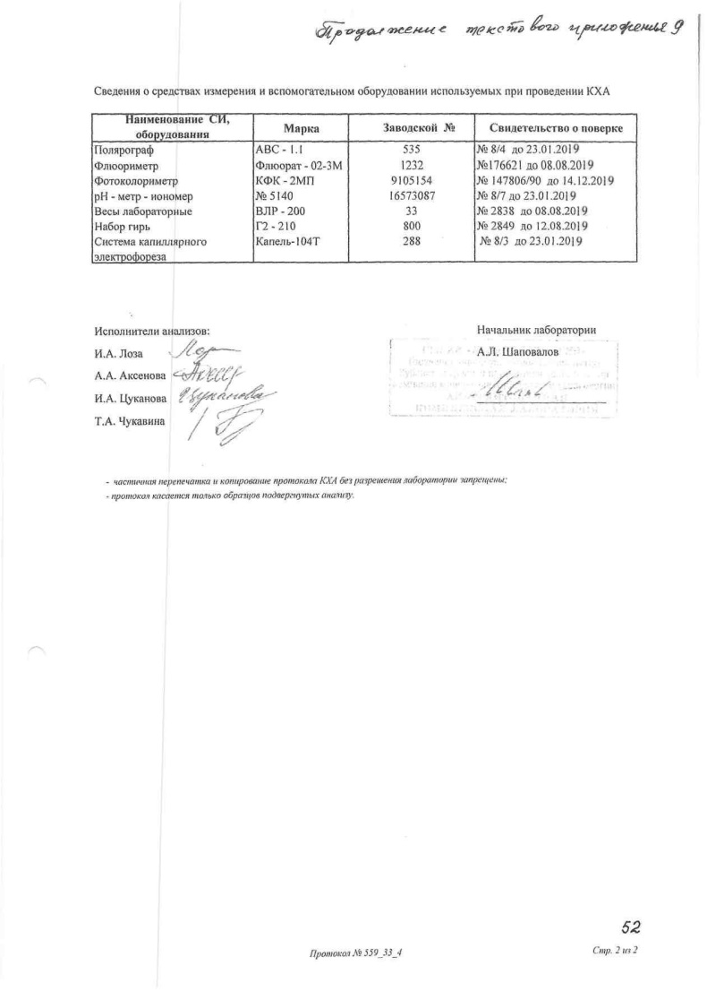 Продолжение текстового приложения 9
Сведения о средствах измерения и вспомогательном оборудовании используемых при проведении КХА
Наименование СИ, оборудования Марка Заводской № Свидетельство о поверке
Полярограф АВС - 1.1 535 № 8/4 до 23.01.2019
Флюориметр Флюорат - 02-3М 1232 №176621 до 08.08.2019
Фотоколориметр КФК - 2МП 9105154 № 147806/90 до 14.12.2019
рН - метр - иономер № 5140 16573087 № 8/7 до 23.01.2019
Весы лабораторные ВЛР - 200 33 № 2838 до 08.08.2019
Набор гирь Г2 - 210 800 № 2849 до 12.08.2019
Система капиллярного электрофореза Капель-104Т 288 № 8/3 до 23.01.2019
Исполнители анализов: Начальник лаборатории
И.А. Лоза А.Л. Шаповалов
А.А. Аксенова
И.А. Цуканова Цуканова
Т.А. Чукавина
- частичная перепечатка и копирование протокола КХА без разрешения лаборатории запрещены;
- протокол касается только образцов подвергнутых анализу.
52
Протокол № 559_33_4 Стр. 2 из 2